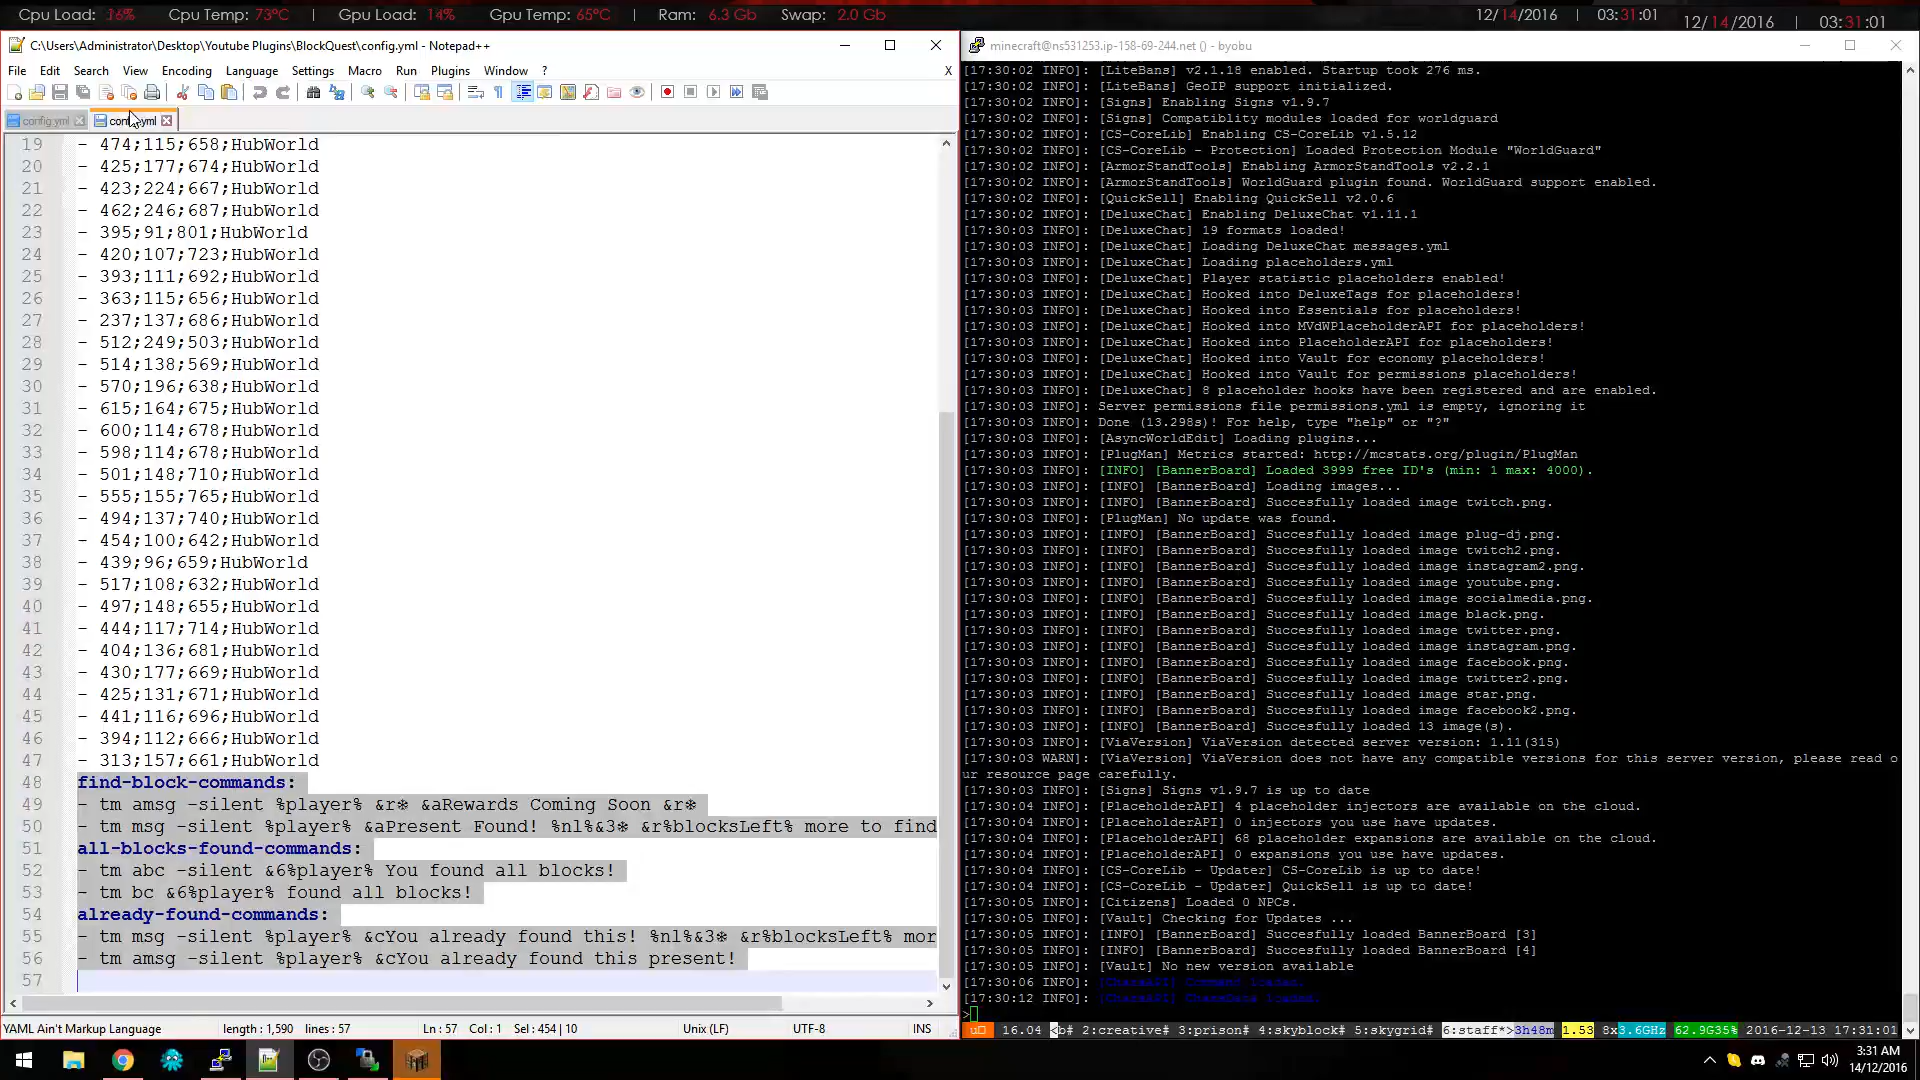 Cpu Load: 16% | Cpu Temp: 73°C | Gpu Load: 14% Gpu Temp: 65°C | Ram: 6.3 Gb Swap: 2.0 Gb
12/14/2016 | 03:31:01
12/14/2016 | 03:31:01
C:\Users\Administrator\Desktop\Youtube Plugins\BlockQuest\config.yml - Notepad++
File Edit Search View Encoding Language Settings Macro Run Plugins Window ? X
config.yml
19 - 474;115;658;HubWorld
20 - 425;177;674;HubWorld
21 - 423;224;667;HubWorld
22 - 462;246;687;HubWorld
23 - 395;91;801;HubWorld
24 - 420;107;723;HubWorld
25 - 393;111;692;HubWorld
26 - 363;115;656;HubWorld
27 - 237;137;686;HubWorld
28 - 512;249;503;HubWorld
29 - 514;138;569;HubWorld
30 - 570;196;638;HubWorld
31 - 615;164;675;HubWorld
32 - 600;114;678;HubWorld
33 - 598;114;678;HubWorld
34 - 501;148;710;HubWorld
35 - 555;155;765;HubWorld
36 - 494;137;740;HubWorld
37 - 454;100;642;HubWorld
38 - 439;96;659;HubWorld
39 - 517;108;632;HubWorld
40 - 497;148;655;HubWorld
41 - 444;117;714;HubWorld
42 - 404;136;681;HubWorld
43 - 430;177;669;HubWorld
44 - 425;131;671;HubWorld
45 - 441;116;696;HubWorld
46 - 394;112;666;HubWorld
47 - 313;157;661;HubWorld
48 find-block-commands:
49 - tm amsg -silent %player% &r❄ &aRewards Coming Soon &r❄
50 - tm msg -silent %player% &aPresent Found! %nl%&3❄ &r%blocksLeft% more to find
51 all-blocks-found-commands:
52 - tm abc -silent &6%player% You found all blocks!
53 - tm bc &6%player% found all blocks!
54 already-found-commands:
55 - tm msg -silent %player% &cYou already found this! %nl%&3❄ &r%blocksLeft% mor
56 - tm amsg -silent %player% &cYou already found this present!
57
YAML Ain't Markup Language length : 1,590 lines : 57 Ln : 57 Col : 1 Sel : 454 | 10 Unix (LF) UTF-8 INS
minecraft@ns531253.ip-158-69-244.net () - byobu
[17:30:02 INFO]: [LiteBans] v2.1.18 enabled. Startup took 276 ms.
[17:30:02 INFO]: [LiteBans] GeoIP support initialized.
[17:30:02 INFO]: [Signs] Enabling Signs v1.9.7
[17:30:02 INFO]: [Signs] Compatiblity modules loaded for worldguard
[17:30:02 INFO]: [CS-CoreLib] Enabling CS-CoreLib v1.5.12
[17:30:02 INFO]: [CS-CoreLib - Protection] Loaded Protection Module "WorldGuard"
[17:30:02 INFO]: [ArmorStandTools] Enabling ArmorStandTools v2.2.1
[17:30:02 INFO]: [ArmorStandTools] WorldGuard plugin found. WorldGuard support enabled.
[17:30:02 INFO]: [QuickSell] Enabling QuickSell v2.0.6
[17:30:02 INFO]: [DeluxeChat] Enabling DeluxeChat v1.11.1
[17:30:03 INFO]: [DeluxeChat] 19 formats loaded!
[17:30:03 INFO]: [DeluxeChat] Loading DeluxeChat messages.yml
[17:30:03 INFO]: [DeluxeChat] Loading placeholders.yml
[17:30:03 INFO]: [DeluxeChat] Player statistic placeholders enabled!
[17:30:03 INFO]: [DeluxeChat] Hooked into DeluxeTags for placeholders!
[17:30:03 INFO]: [DeluxeChat] Hooked into Essentials for placeholders!
[17:30:03 INFO]: [DeluxeChat] Hooked into MVdWPlaceholderAPI for placeholders!
[17:30:03 INFO]: [DeluxeChat] Hooked into PlaceholderAPI for placeholders!
[17:30:03 INFO]: [DeluxeChat] Hooked into Vault for economy placeholders!
[17:30:03 INFO]: [DeluxeChat] Hooked into Vault for permissions placeholders!
[17:30:03 INFO]: [DeluxeChat] 8 placeholder hooks have been registered and are enabled.
[17:30:03 INFO]: Server permissions file permissions.yml is empty, ignoring it
[17:30:03 INFO]: Done (13.298s)! For help, type "help" or "?"
[17:30:03 INFO]: [AsyncWorldEdit] Loading plugins...
[17:30:03 INFO]: [PlugMan] Metrics started: http://mcstats.org/plugin/PlugMan
[17:30:03 INFO]: [INFO] [BannerBoard] Loaded 3999 free ID's (min: 1 max: 4000).
[17:30:03 INFO]: [INFO] [BannerBoard] Loading images...
[17:30:03 INFO]: [INFO] [BannerBoard] Succesfully loaded image twitch.png.
[17:30:03 INFO]: [PlugMan] No update was found.
[17:30:03 INFO]: [INFO] [BannerBoard] Succesfully loaded image plug-dj.png.
[17:30:03 INFO]: [INFO] [BannerBoard] Succesfully loaded image twitch2.png.
[17:30:03 INFO]: [INFO] [BannerBoard] Succesfully loaded image instagram2.png.
[17:30:03 INFO]: [INFO] [BannerBoard] Succesfully loaded image youtube.png.
[17:30:03 INFO]: [INFO] [BannerBoard] Succesfully loaded image socialmedia.png.
[17:30:03 INFO]: [INFO] [BannerBoard] Succesfully loaded image black.png.
[17:30:03 INFO]: [INFO] [BannerBoard] Succesfully loaded image twitter.png.
[17:30:03 INFO]: [INFO] [BannerBoard] Succesfully loaded image instagram.png.
[17:30:03 INFO]: [INFO] [BannerBoard] Succesfully loaded image facebook.png.
[17:30:03 INFO]: [INFO] [BannerBoard] Succesfully loaded image twitter2.png.
[17:30:03 INFO]: [INFO] [BannerBoard] Succesfully loaded image star.png.
[17:30:03 INFO]: [INFO] [BannerBoard] Succesfully loaded image facebook2.png.
[17:30:03 INFO]: [INFO] [BannerBoard] Succesfully loaded 13 image(s).
[17:30:03 INFO]: [ViaVersion] ViaVersion detected server version: 1.11(315)
[17:30:03 WARN]: [ViaVersion] ViaVersion does not have any compatible versions for this server version, please read o
ur resource page carefully.
[17:30:03 INFO]: [Signs] Signs v1.9.7 is up to date
[17:30:04 INFO]: [PlaceholderAPI] 4 placeholder injectors are available on the cloud.
[17:30:04 INFO]: [PlaceholderAPI] 0 injectors you use have updates.
[17:30:04 INFO]: [PlaceholderAPI] 68 placeholder expansions are available on the cloud.
[17:30:04 INFO]: [PlaceholderAPI] 0 expansions you use have updates.
[17:30:04 INFO]: [CS-CoreLib - Updater] CS-CoreLib is up to date!
[17:30:04 INFO]: [CS-CoreLib - Updater] QuickSell is up to date!
[17:30:05 INFO]: [Citizens] Loaded 0 NPCs.
[17:30:05 INFO]: [Vault] Checking for Updates ...
[17:30:05 INFO]: [INFO] [BannerBoard] Succesfully loaded BannerBoard [3]
[17:30:05 INFO]: [INFO] [BannerBoard] Succesfully loaded BannerBoard [4]
[17:30:05 INFO]: [Vault] No new version available
[17:30:06 INFO]:
[17:30:12 INFO]:
>
16.04 <b# 2:creative# 3:prison# 4:skyblock# 5:skygrid# 6:staff*>3h48m 1.53 8x3.6GHz 62.9G35% 2016-12-13 17:31:01
3:31 AM
14/12/2016